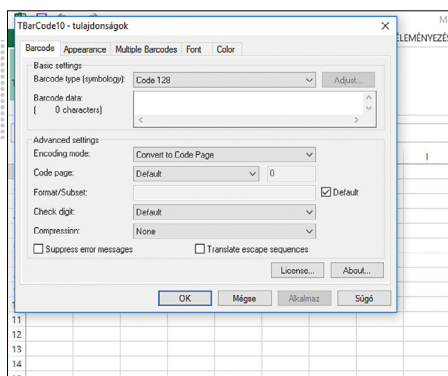 TBarCode10 - tulajdonságok
M
ÉLEMÉNYEZÉS
Barcode Appearance Multiple Barcodes Font Color
Basic settings
Barcode type (symbology): Code 128 Adjust...
Barcode data:
( 0 characters)
Advanced settings
Encoding mode: Convert to Code Page
I
Code page: Default 0
Format/Subset: Default
Check digit: Default
Compression: None
Suppress error messages Translate escape sequences
License... About...
OK Mégse Alkalmaz Súgó
11
12
13
14